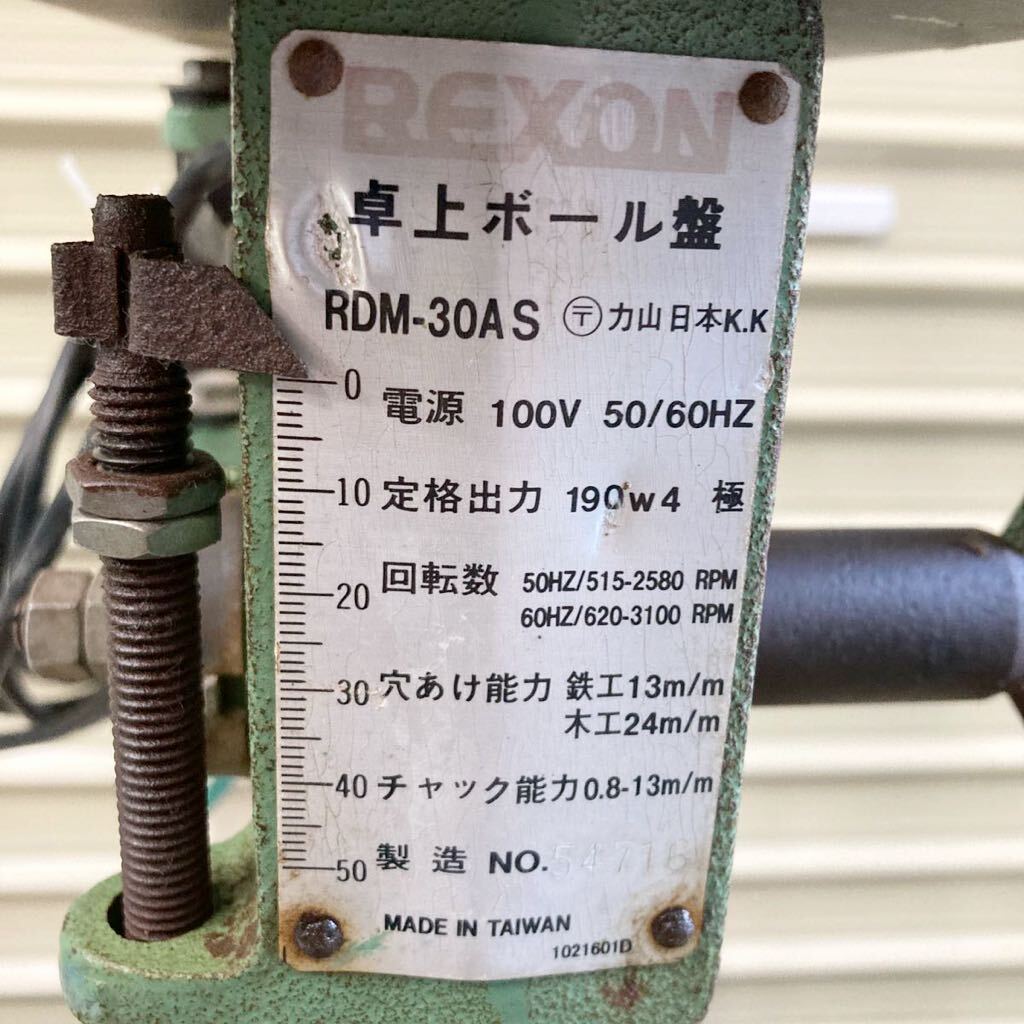 REXON
卓上ボール盤
RDM-30AS 〶力山日本K.K
0
電源 100V 50/60HZ
10
定格出力 190w4 極
20
回転数 50HZ/515-2580 RPM
60HZ/620-3100 RPM
30
穴あけ能力 鉄工13m/m
木工24m/m
40
チャック能力0.8-13m/m
50
製造 NO. 54716
MADE IN TAIWAN
1021601D